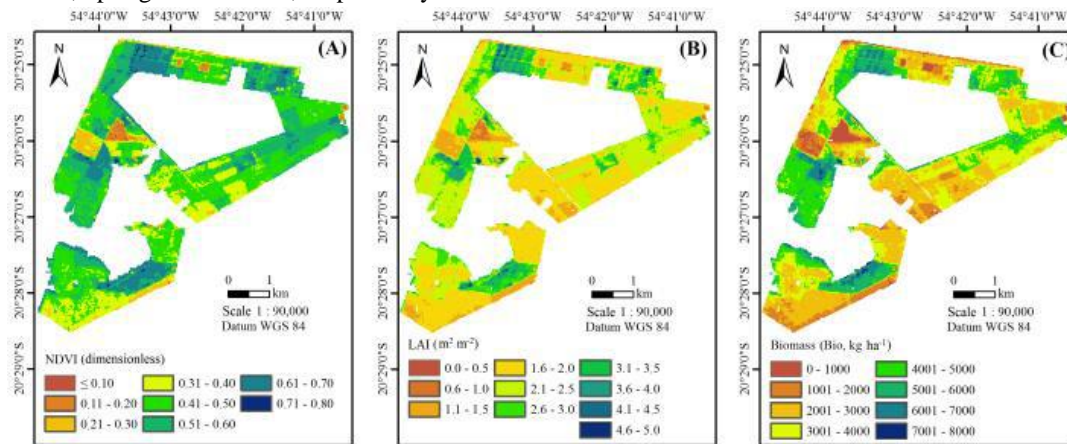 54°44'0"W 54°43'0"W 54°42'0"W 54°41'0"W
54°44'0"W 54°43'0"W 54°42'0"W 54°41'0"W
54°44'0"W 54°43'0"W 54°42'0"W 54°41'0"W
N (A)
N (B)
N (C)
20°25'0"S
20°26'0"S
20°27'0"S
20°28'0"S
20°29'0"S
20°25'0"S
20°26'0"S
20°27'0"S
20°28'0"S
20°29'0"S
20°25'0"S
20°26'0"S
20°27'0"S
20°28'0"S
20°29'0"S
0 1
km
Scale 1 : 90,000
Datum WGS 84
NDVI (dimensionless)
≤ 0.10 0.31 - 0.40 0.61 - 0.70
0.11 - 0.20 0.41 - 0.50 0.71 - 0.80
0.21 - 0.30 0.51 - 0.60
0 1
km
Scale 1 : 90,000
Datum WGS 84
LAI (m² m⁻²)
0.0 - 0.5 1.6 - 2.0 3.1 - 3.5
0.6 - 1.0 2.1 - 2.5 3.6 - 4.0
1.1 - 1.5 2.6 - 3.0 4.1 - 4.5
4.6 - 5.0
0 1
km
Scale 1 : 90,000
Datum WGS 84
Biomass (Bio, kg ha⁻¹)
0 - 1000 4001 - 5000
1001 - 2000 5001 - 6000
2001 - 3000 6001 - 7000
3001 - 4000 7001 - 8000